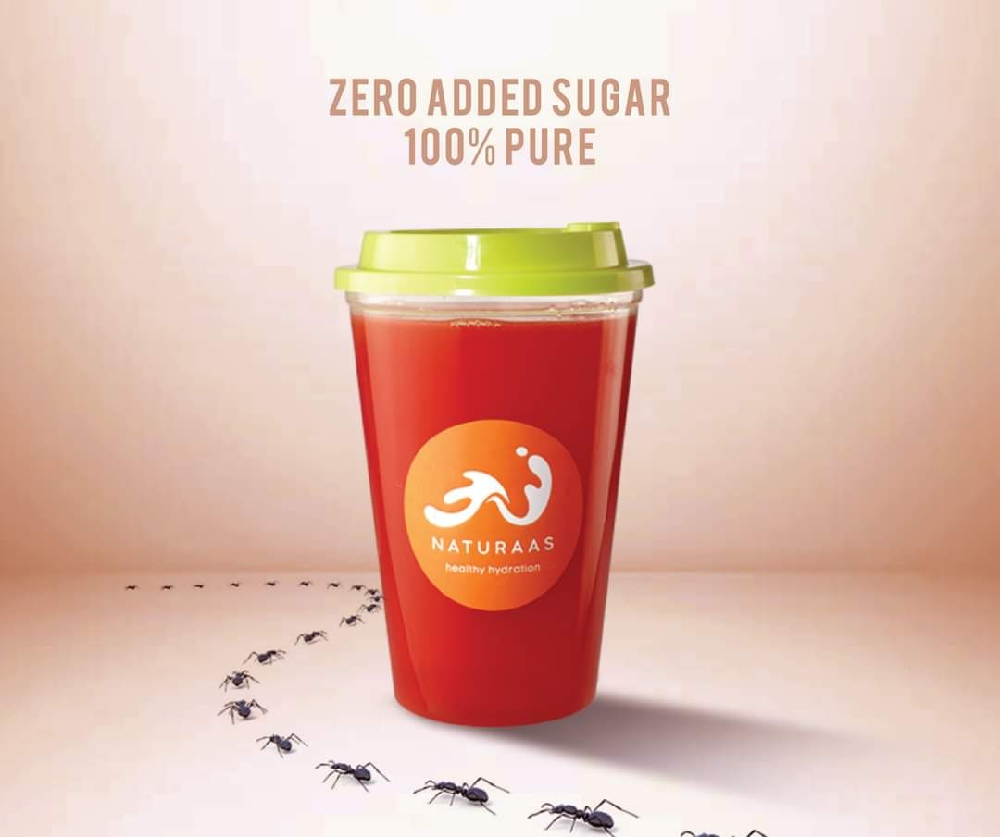 ZERO ADDED SUGAR
100% PURE
NATURAAS
healthy hydration